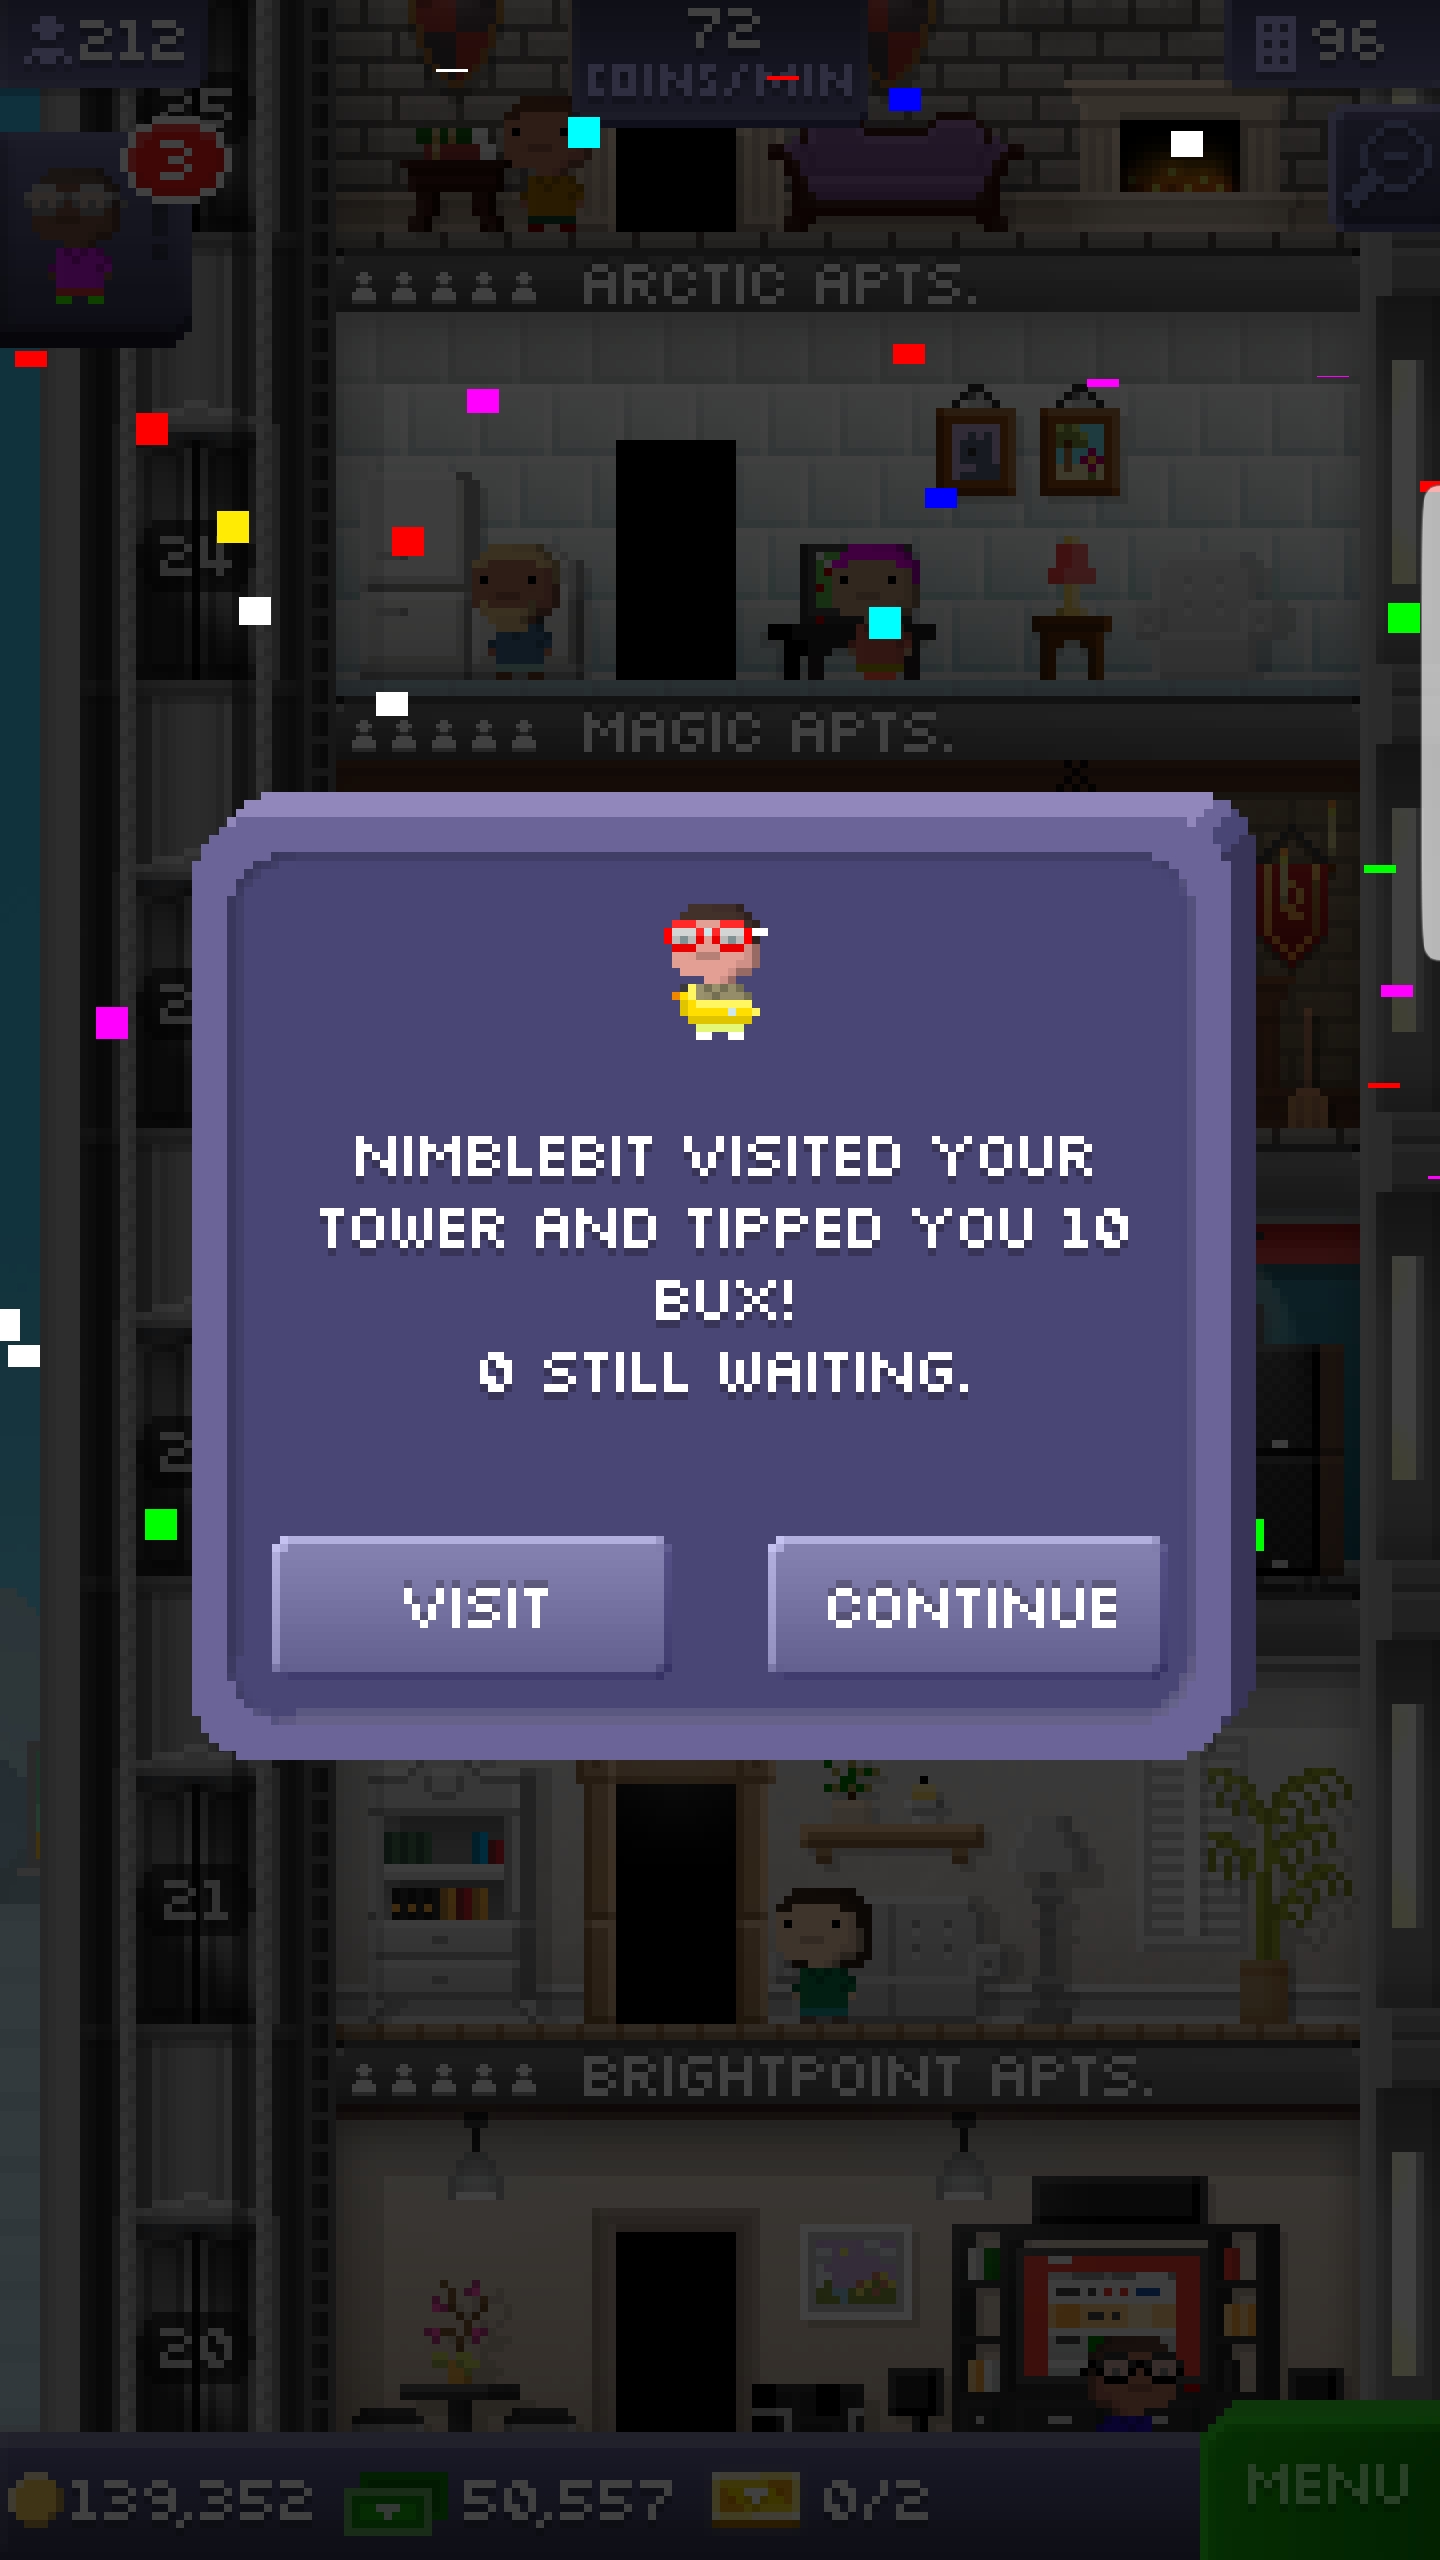 212
72
COINS/MIN
96
25
3
ARCTIC APTS.
24
MAGIC APTS.
NIMBLEBIT VISITED YOUR
TOWER AND TIPPED YOU 10
BUX!
0 STILL WAITING.
VISIT
CONTINUE
21
BRIGHTPOINT APTS.
20
139,352
50,557
0/2
MENU